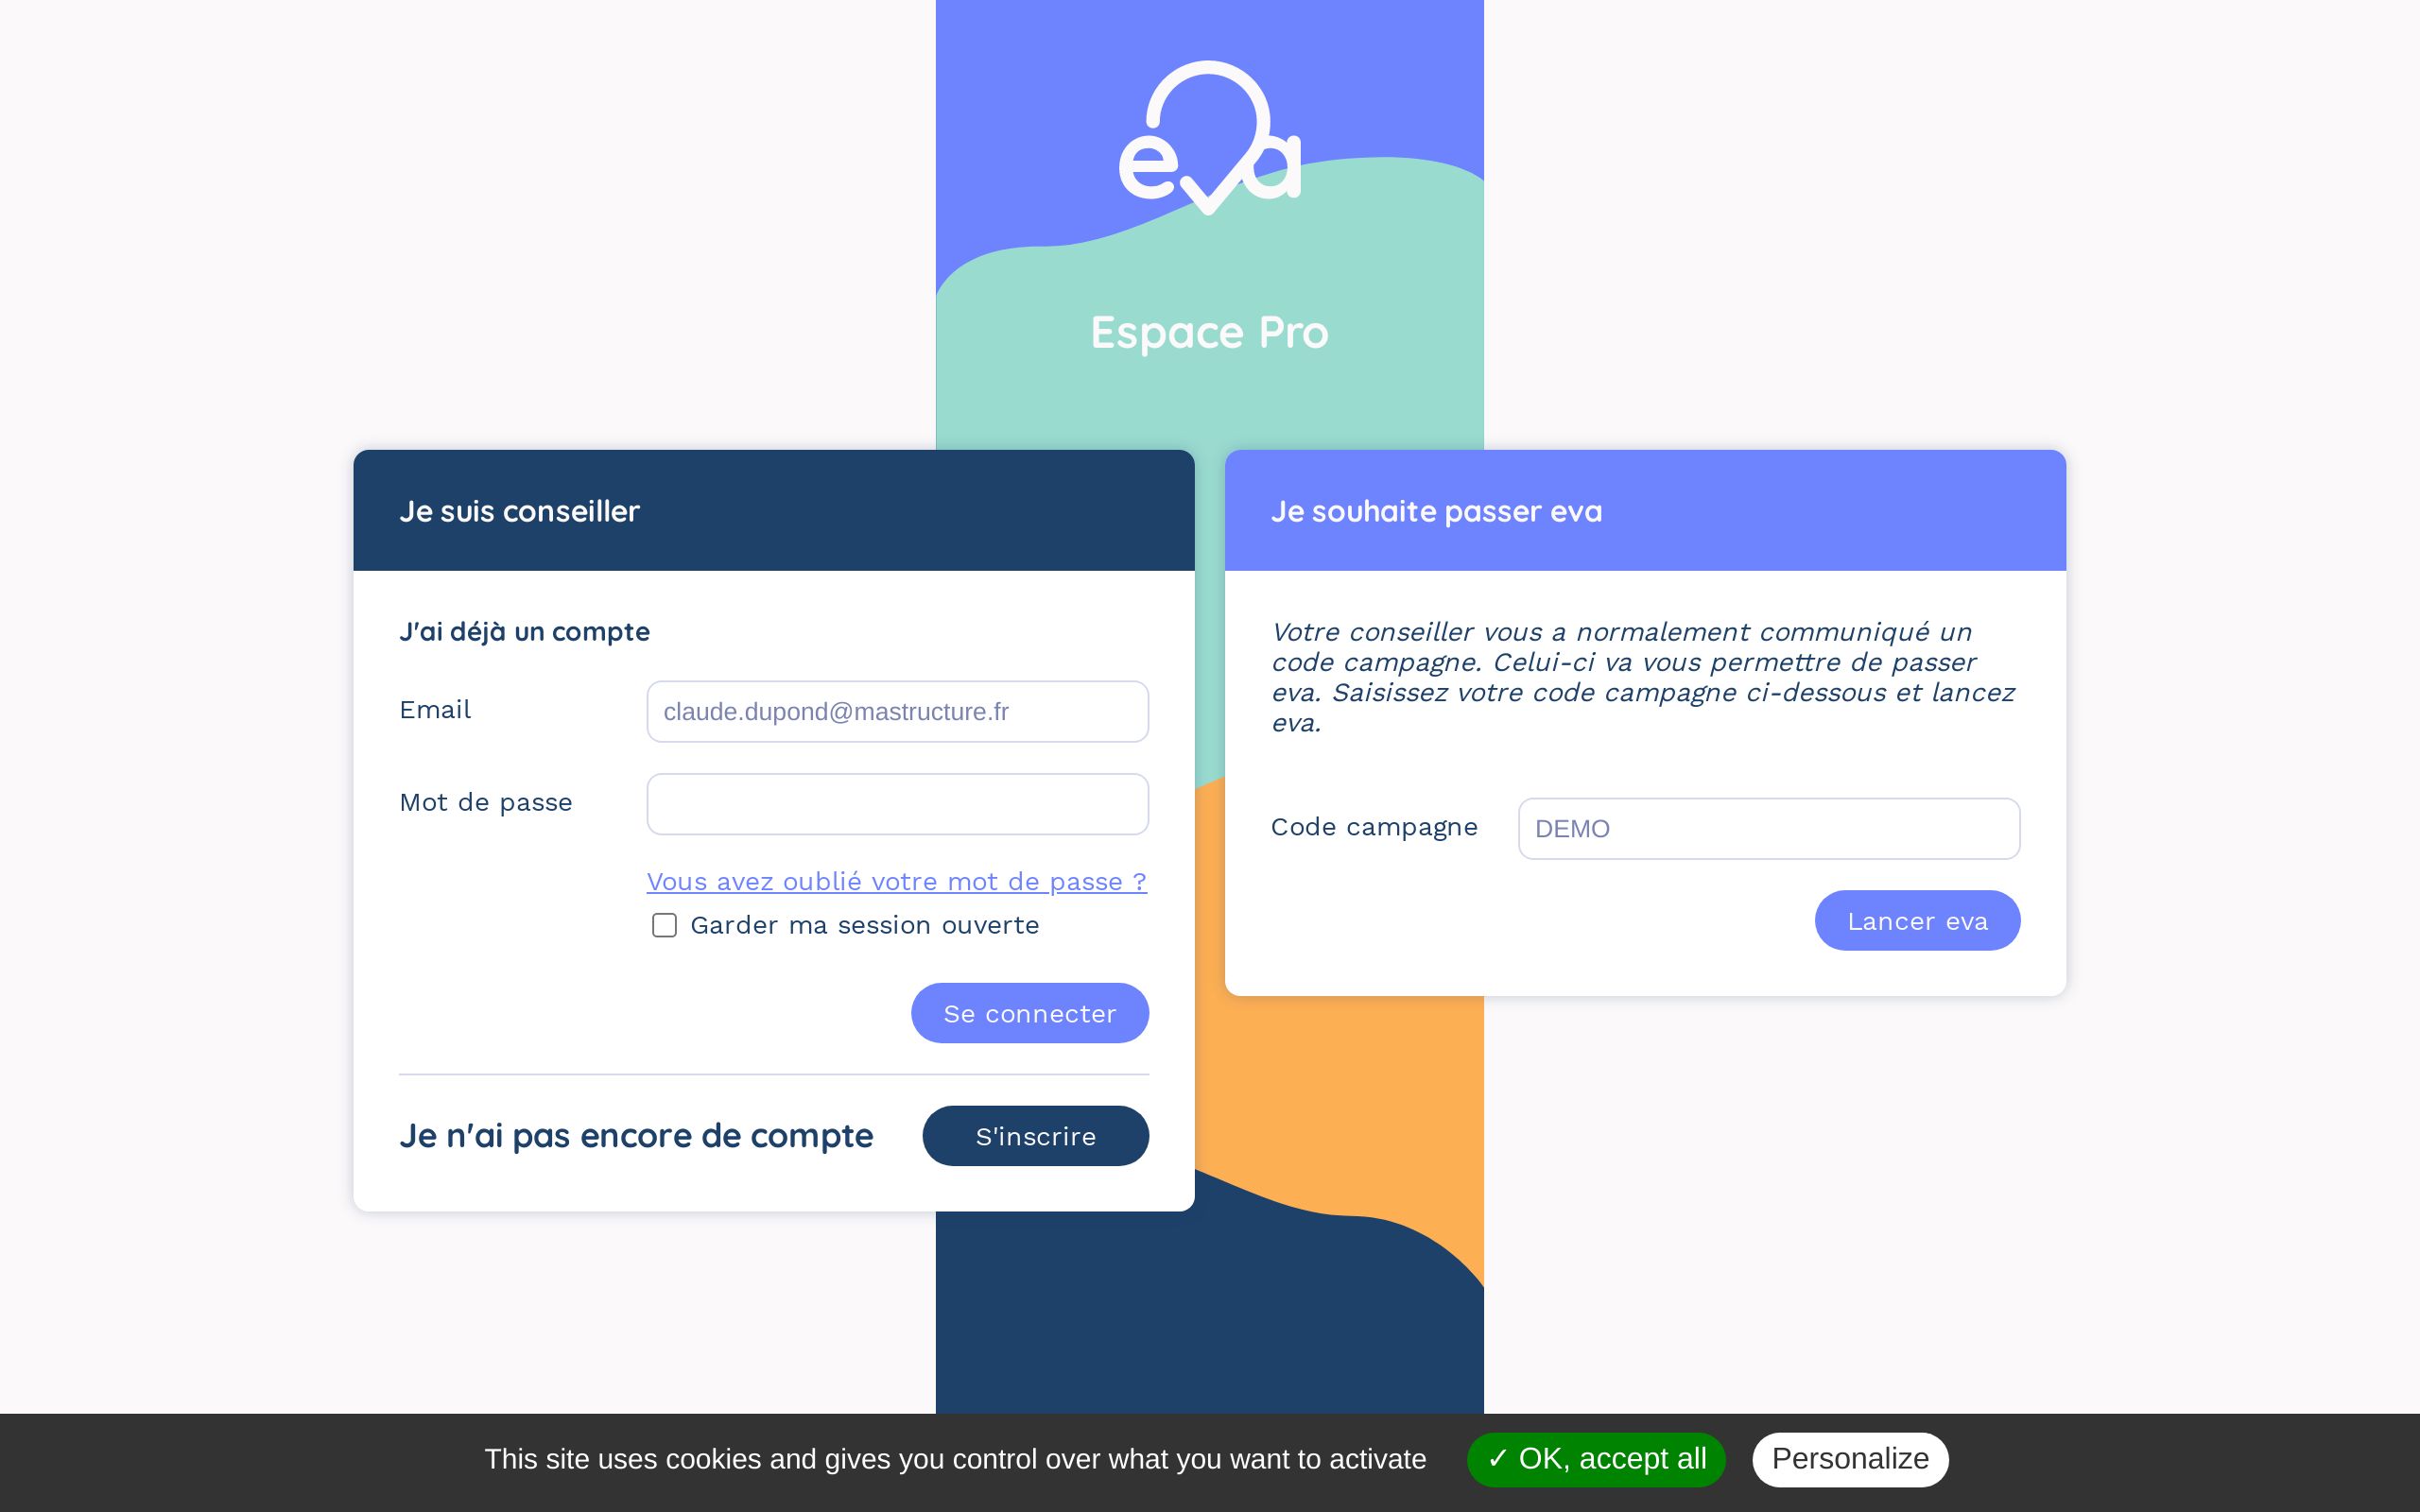 eva
Espace Pro
Je suis conseiller
J'ai déjà un compte
Email
claude.dupond@mastructure.fr
Mot de passe
Vous avez oublié votre mot de passe ?
Garder ma session ouverte
Se connecter
Je n'ai pas encore de compte
S'inscrire
Je souhaite passer eva
Votre conseiller vous a normalement communiqué un
code campagne. Celui-ci va vous permettre de passer
eva. Saisissez votre code campagne ci-dessous et lancez
eva.
Code campagne
DEMO
Lancer eva
This site uses cookies and gives you control over what you want to activate
✓ OK, accept all
Personalize